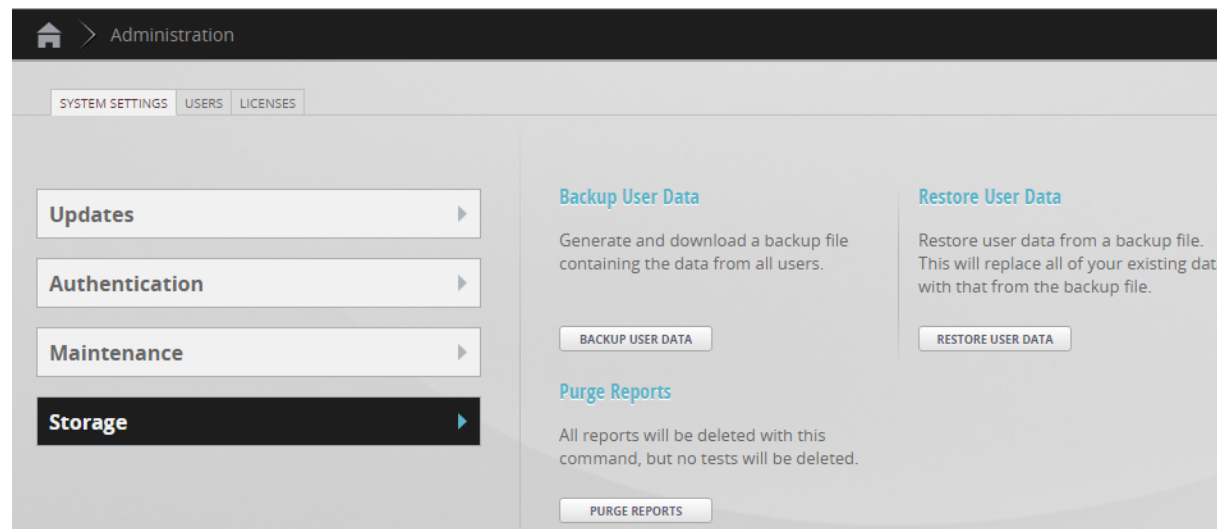 Administration
SYSTEM SETTINGS USERS LICENSES
Updates
Authentication
Maintenance
Storage
Backup User Data
Generate and download a backup file
containing the data from all users.
BACKUP USER DATA
Restore User Data
Restore user data from a backup file.
This will replace all of your existing dat
with that from the backup file.
RESTORE USER DATA
Purge Reports
All reports will be deleted with this
command, but no tests will be deleted.
PURGE REPORTS